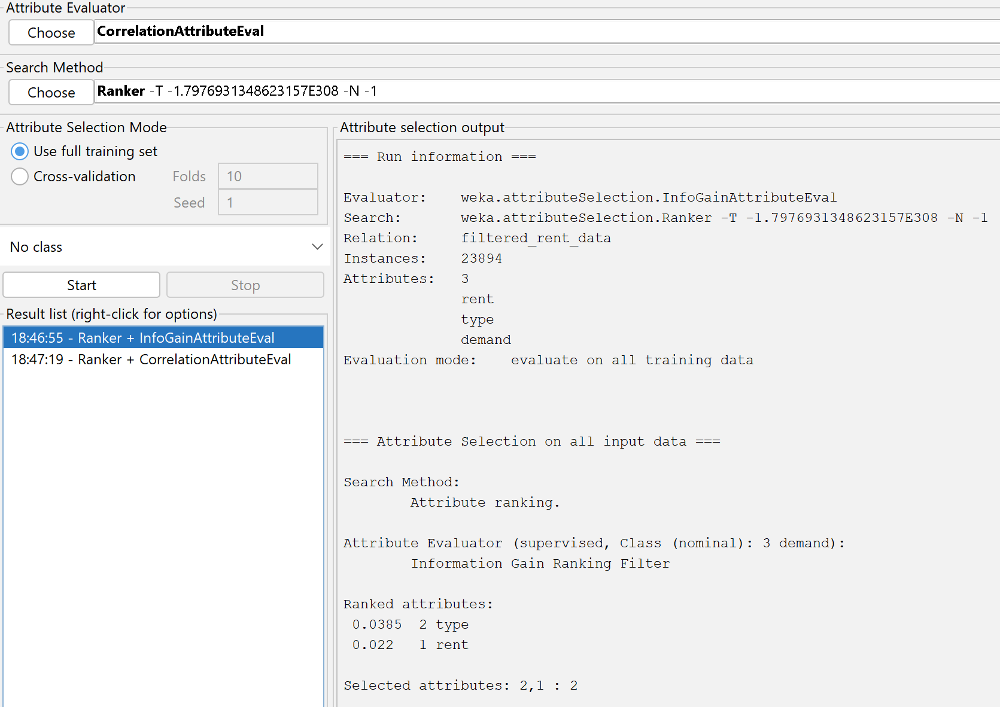 Attribute Evaluator
Choose CorrelationAttributeEval
Search Method
Choose Ranker -T -1.7976931348623157E308 -N -1
Attribute Selection Mode
Use full training set
Cross-validation Folds 10
Seed 1
No class
Start Stop
Result list (right-click for options)
18:46:55 - Ranker + InfoGainAttributeEval
18:47:19 - Ranker + CorrelationAttributeEval
Attribute selection output
=== Run information ===
Evaluator: weka.attributeSelection.InfoGainAttributeEval
Search: weka.attributeSelection.Ranker -T -1.7976931348623157E308 -N -1
Relation: filtered_rent_data
Instances: 23894
Attributes: 3
rent
type
demand
Evaluation mode: evaluate on all training data
=== Attribute Selection on all input data ===
Search Method:
Attribute ranking.
Attribute Evaluator (supervised, Class (nominal): 3 demand):
Information Gain Ranking Filter
Ranked attributes:
0.0385 2 type
0.022 1 rent
Selected attributes: 2,1 : 2